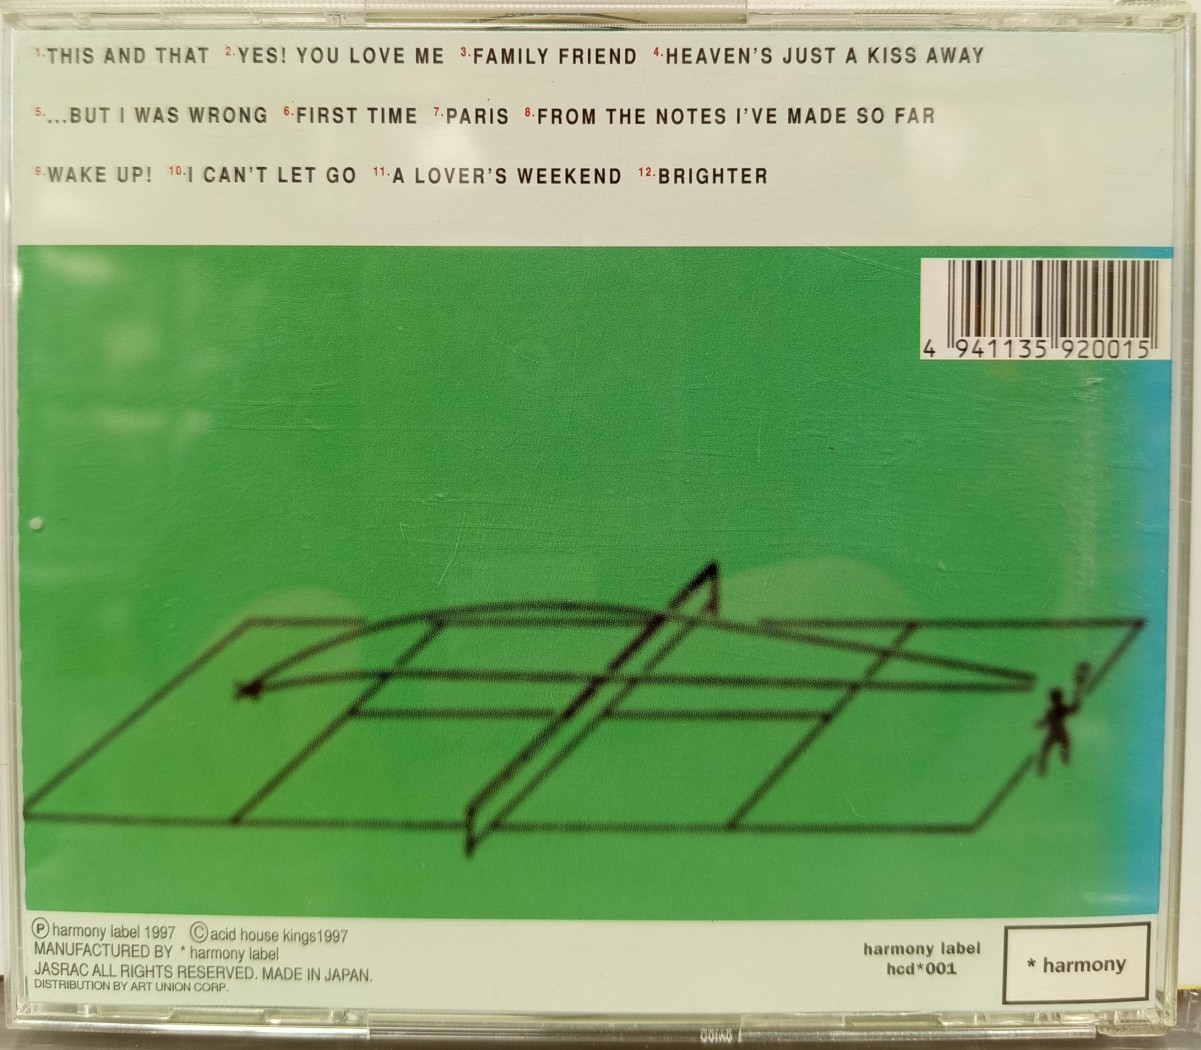 1.THIS AND THAT 2.YES! YOU LOVE ME 3.FAMILY FRIEND 4.HEAVEN'S JUST A KISS AWAY
5....BUT I WAS WRONG 6.FIRST TIME 7.PARIS 8.FROM THE NOTES I'VE MADE SO FAR
9.WAKE UP! 10.I CAN'T LET GO 11.A LOVER'S WEEKEND 12.BRIGHTER
4 941135 920015
Ⓟ harmony label 1997 © acid house kings1997
MANUFACTURED BY * harmony label
JASRAC ALL RIGHTS RESERVED. MADE IN JAPAN.
DISTRIBUTION BY ART UNION CORP.
harmony label
hcd*001
* harmony